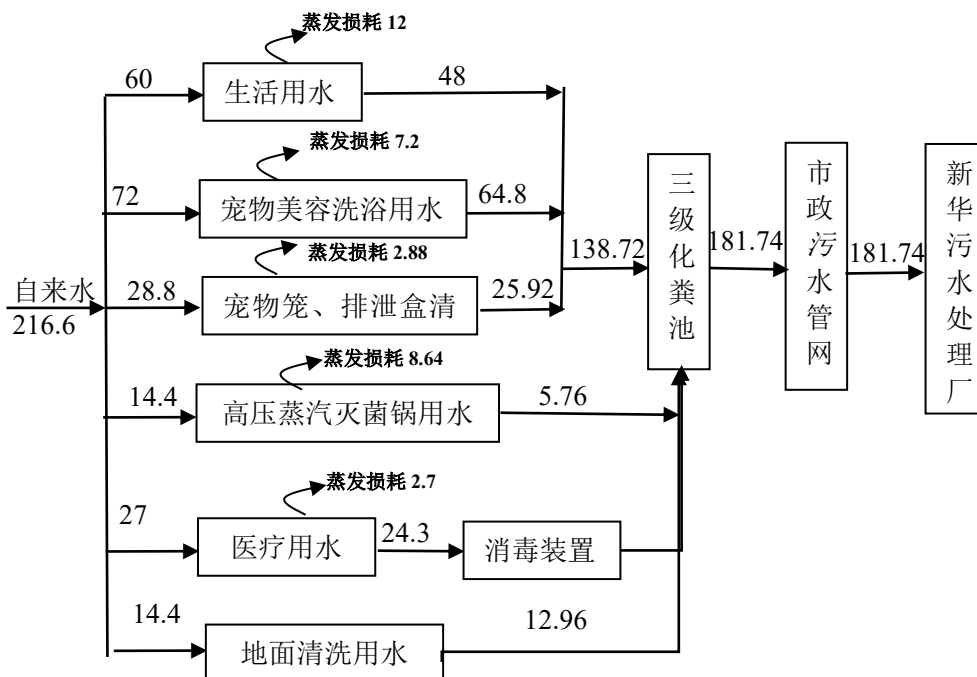 蒸发损耗 12
60
生活用水
48
蒸发损耗 7.2
72
宠物美容洗浴用水
64.8
蒸发损耗 2.88
自来水
216.6
28.8
宠物笼、排泄盒清
25.92
138.72
三级化粪池
181.74
市政污水管网
181.74
新华污水处理厂
蒸发损耗 8.64
14.4
高压蒸汽灭菌锅用水
5.76
蒸发损耗 2.7
27
医疗用水
24.3
消毒装置
14.4
地面清洗用水
12.96